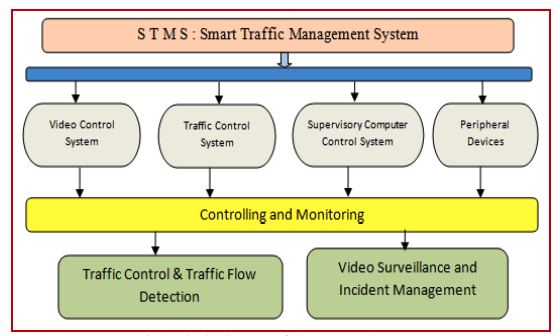 S T M S : Smart Traffic Management System
Video Control
System
Traffic Control
System
Supervisory Computer
Control System
Peripheral
Devices
Controlling and Monitoring
Traffic Control & Traffic Flow
Detection
Video Surveillance and
Incident Management